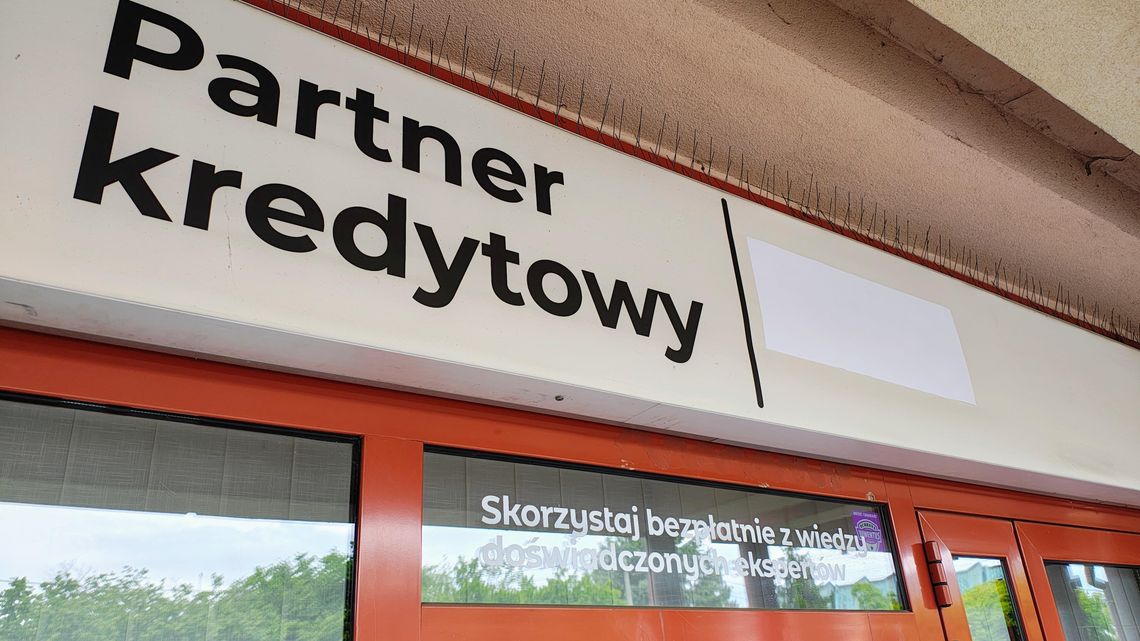 Partner
kredytowy
Skorzystaj bezpłatnie z wiedzy
doświadczonych ekspertów